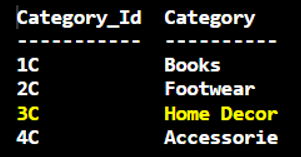 Category_Id Category
----------- ----------
1C Books
2C Footwear
3C Home Decor
4C Accessorie